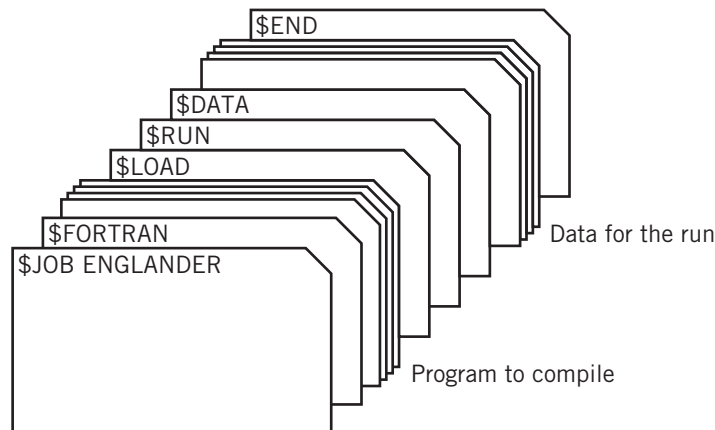 $END
$DATA
$RUN
$LOAD
$FORTRAN
$JOB ENGLANDER
Data for the run
Program to compile